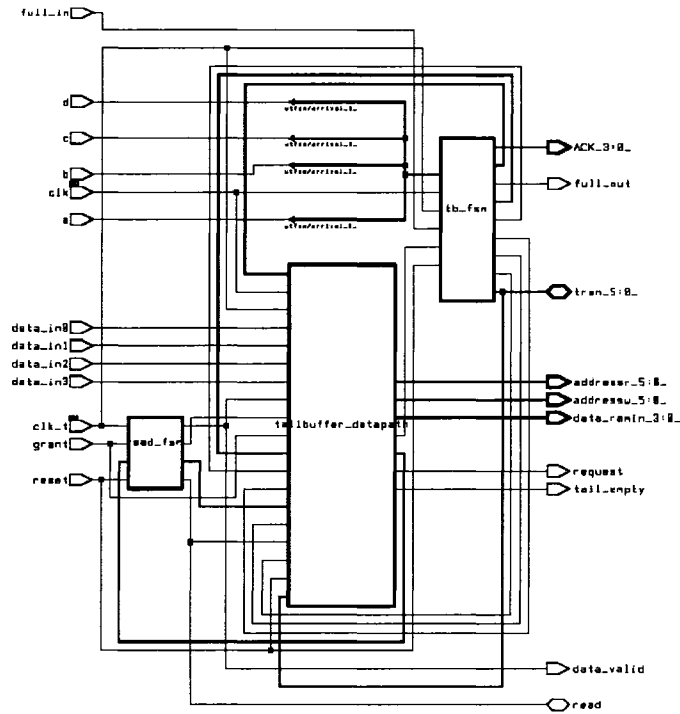 full_in
d
c
b
clk
a
tb_fsm
ACK_3:0_
full_out
tran_5:0_
data_in0
data_in1
data_in2
data_in3
addressr_5:0_
addressw_5:0_
clk_t
tailbuffer_datapath
data_ramin_3:0_
grant
reset
request
tail_empty
data_valid
read